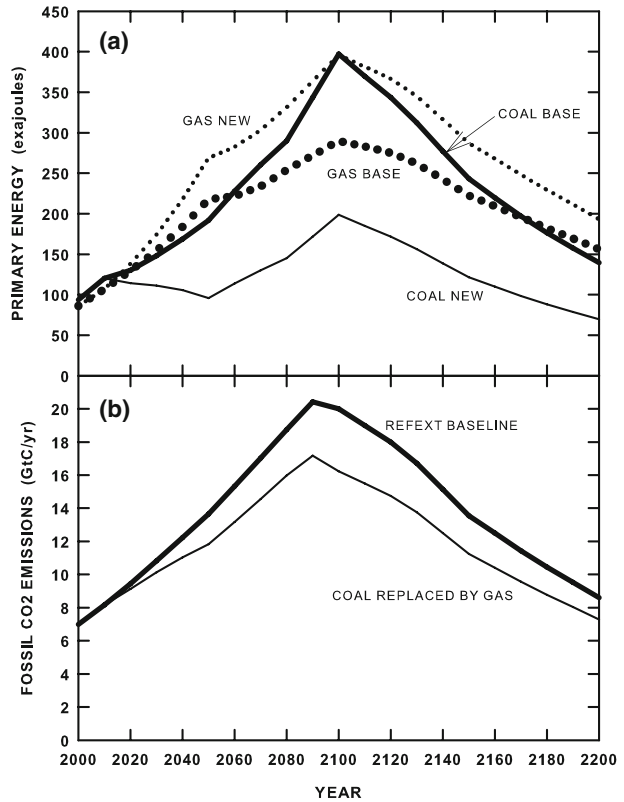 (a)
PRIMARY ENERGY (exajoules)
450
400
350
300
250
200
150
100
50
0
GAS NEW
COAL BASE
GAS BASE
COAL NEW
(b)
FOSSIL CO2 EMISSIONS (GtC/yr)
20
18
16
14
12
10
8
6
4
2
0
REFEXT BASELINE
COAL REPLACED BY GAS
2000 2020 2040 2060 2080 2100 2120 2140 2160 2180 2200
YEAR